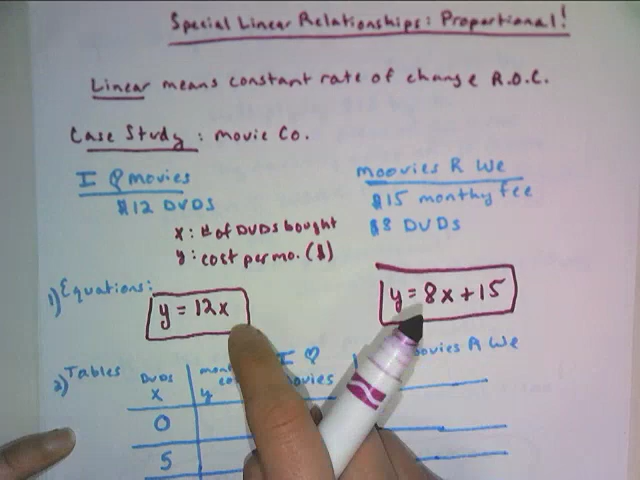 Special Linear Relationships: Proportional!
Linear means constant rate of change R.O.C.
Case Study: movie Co.
I ♡ movies
$12 DVDs
moovies R We
$15 monthy fee
$8 DVDs
x: # of DVDs bought
y: cost per mo. ($)
1) Equations:
y = 12x
y = 8x + 15
2) Tables
DVDs
x
y
I ♡
R We
0
5